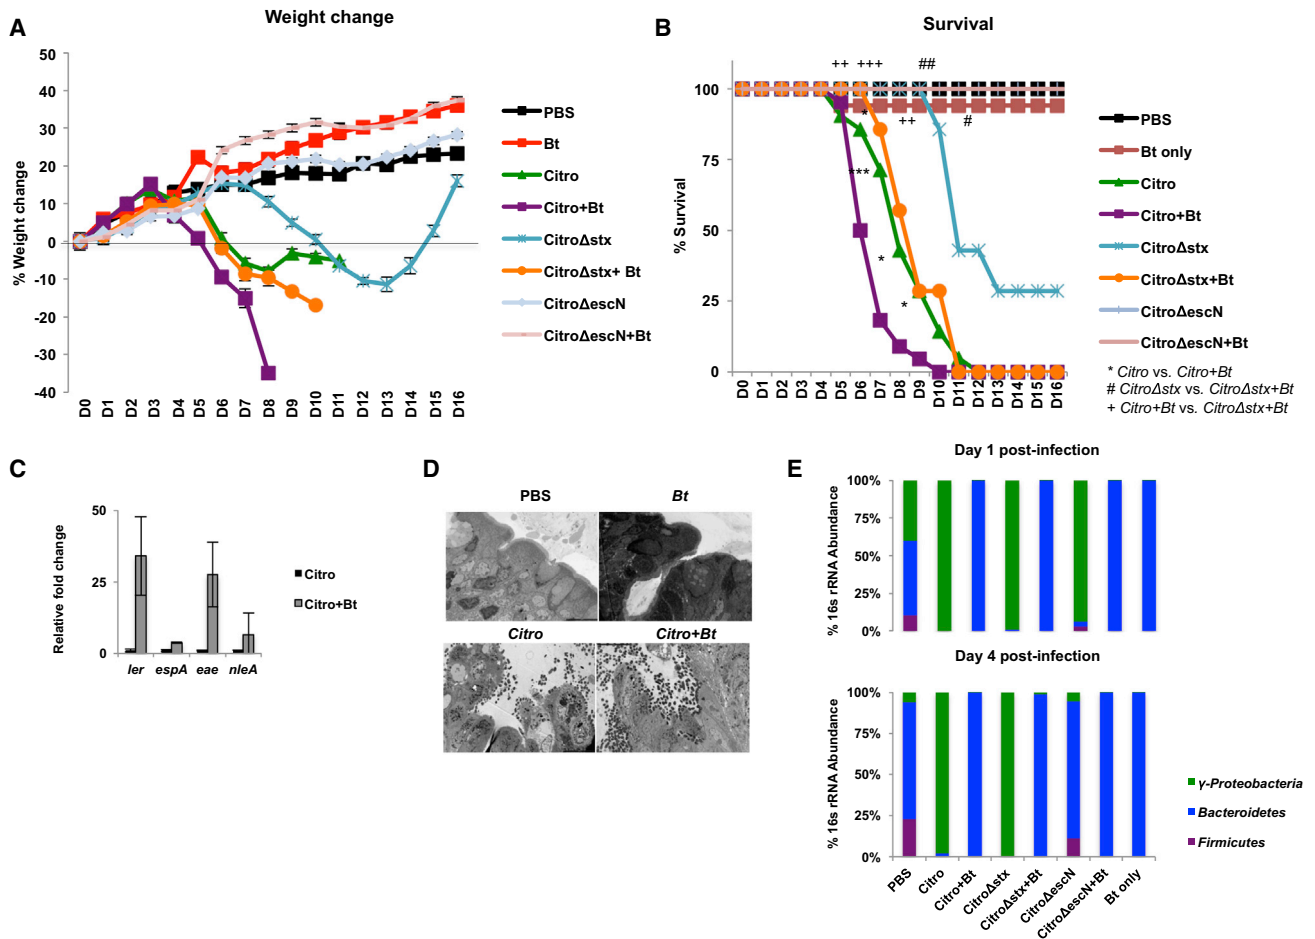 A
Weight change
% Weight change
50
40
30
20
10
0
-10
-20
-30
-40
D0 D1 D2 D3 D4 D5 D6 D7 D8 D9 D10 D11 D12 D13 D14 D15 D16
PBS
Bt
Citro
Citro+Bt
CitroΔstx
CitroΔstx+ Bt
CitroΔescN
CitroΔescN+Bt
B
Survival
% Survival
100
75
50
25
0
++ +++ ##
*
++ #
***
*
*
D0 D1 D2 D3 D4 D5 D6 D7 D8 D9 D10 D11 D12 D13 D14 D15 D16
PBS
Bt only
Citro
Citro+Bt
CitroΔstx
CitroΔstx+Bt
CitroΔescN
CitroΔescN+Bt
* Citro vs. Citro+Bt
# CitroΔstx vs. CitroΔstx+Bt
+ Citro+Bt vs. CitroΔstx+Bt
C
Relative fold change
50
25
0
ler espA eae nleA
Citro
Citro+Bt
D
PBS Bt
Citro Citro+Bt
E
Day 1 post-infection
% 16s rRNA Abundance
100%
75%
50%
25%
0%
Day 4 post-infection
% 16s rRNA Abundance
100%
75%
50%
25%
0%
PBS Citro Citro+Bt CitroΔstx CitroΔstx+Bt CitroΔescN CitroΔescN+Bt Bt only
γ-Proteobacteria
Bacteroidetes
Firmicutes